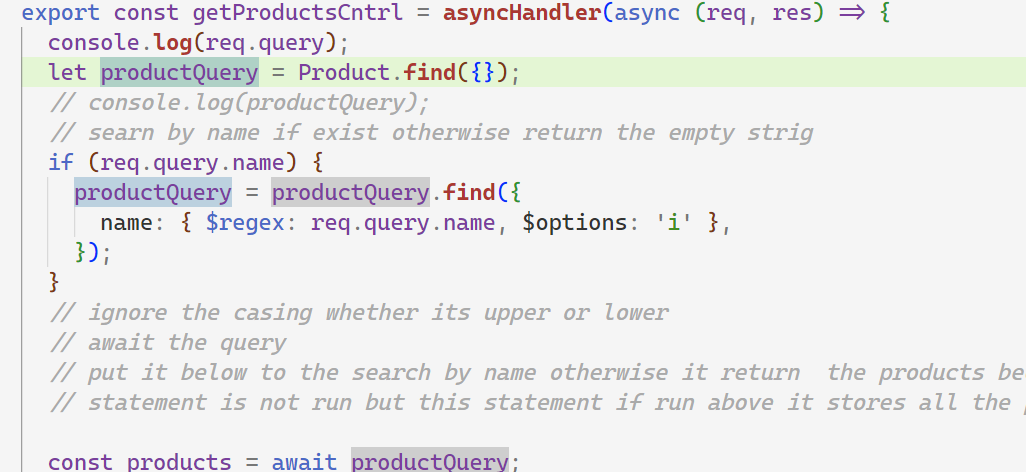 export const getProductsCntrl = asyncHandler(async (req, res) => {
console.log(req.query);
let productQuery = Product.find({});
// console.log(productQuery);
// searn by name if exist otherwise return the empty strig
if (req.query.name) {
productQuery = productQuery.find({
name: { $regex: req.query.name, $options: 'i' },
});
}
// ignore the casing whether its upper or lower
// await the query
// put it below to the search by name otherwise it return  the products be
// statement is not run but this statement if run above it stores all the
const products = await productQuery;